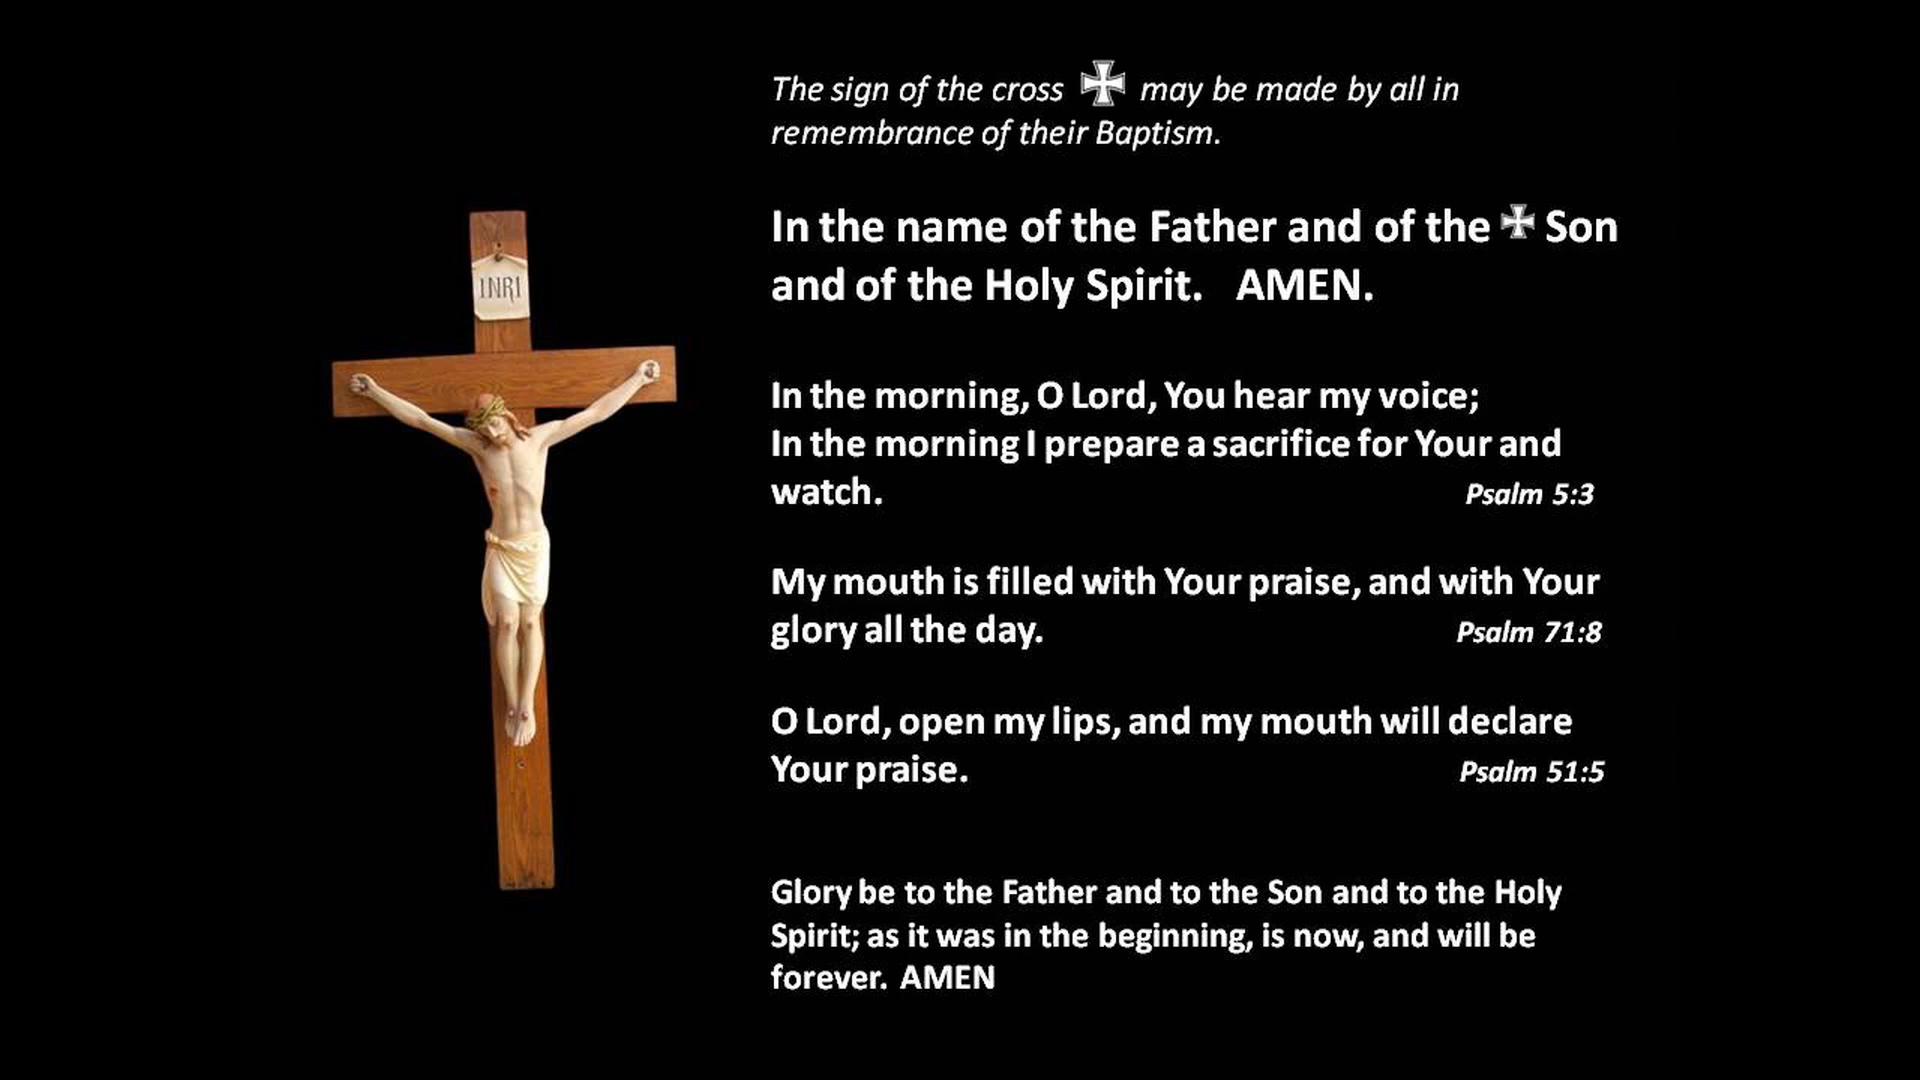 The sign of the cross ✠ may be made by all in
remembrance of their Baptism.
In the name of the Father and of the ✠ Son
and of the Holy Spirit. AMEN.
INRI
In the morning, O Lord, You hear my voice;
In the morning I prepare a sacrifice for Your and
watch. Psalm 5:3
My mouth is filled with Your praise, and with Your
glory all the day. Psalm 71:8
O Lord, open my lips, and my mouth will declare
Your praise. Psalm 51:5
Glory be to the Father and to the Son and to the Holy
Spirit; as it was in the beginning, is now, and will be
forever. AMEN